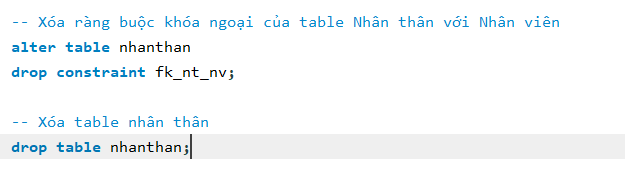 -- Xóa ràng buộc khóa ngoại của table Nhân thân với Nhân viên
alter table nhanthan
drop constraint fk_nt_nv;
-- Xóa table nhân thân
drop table nhanthan;